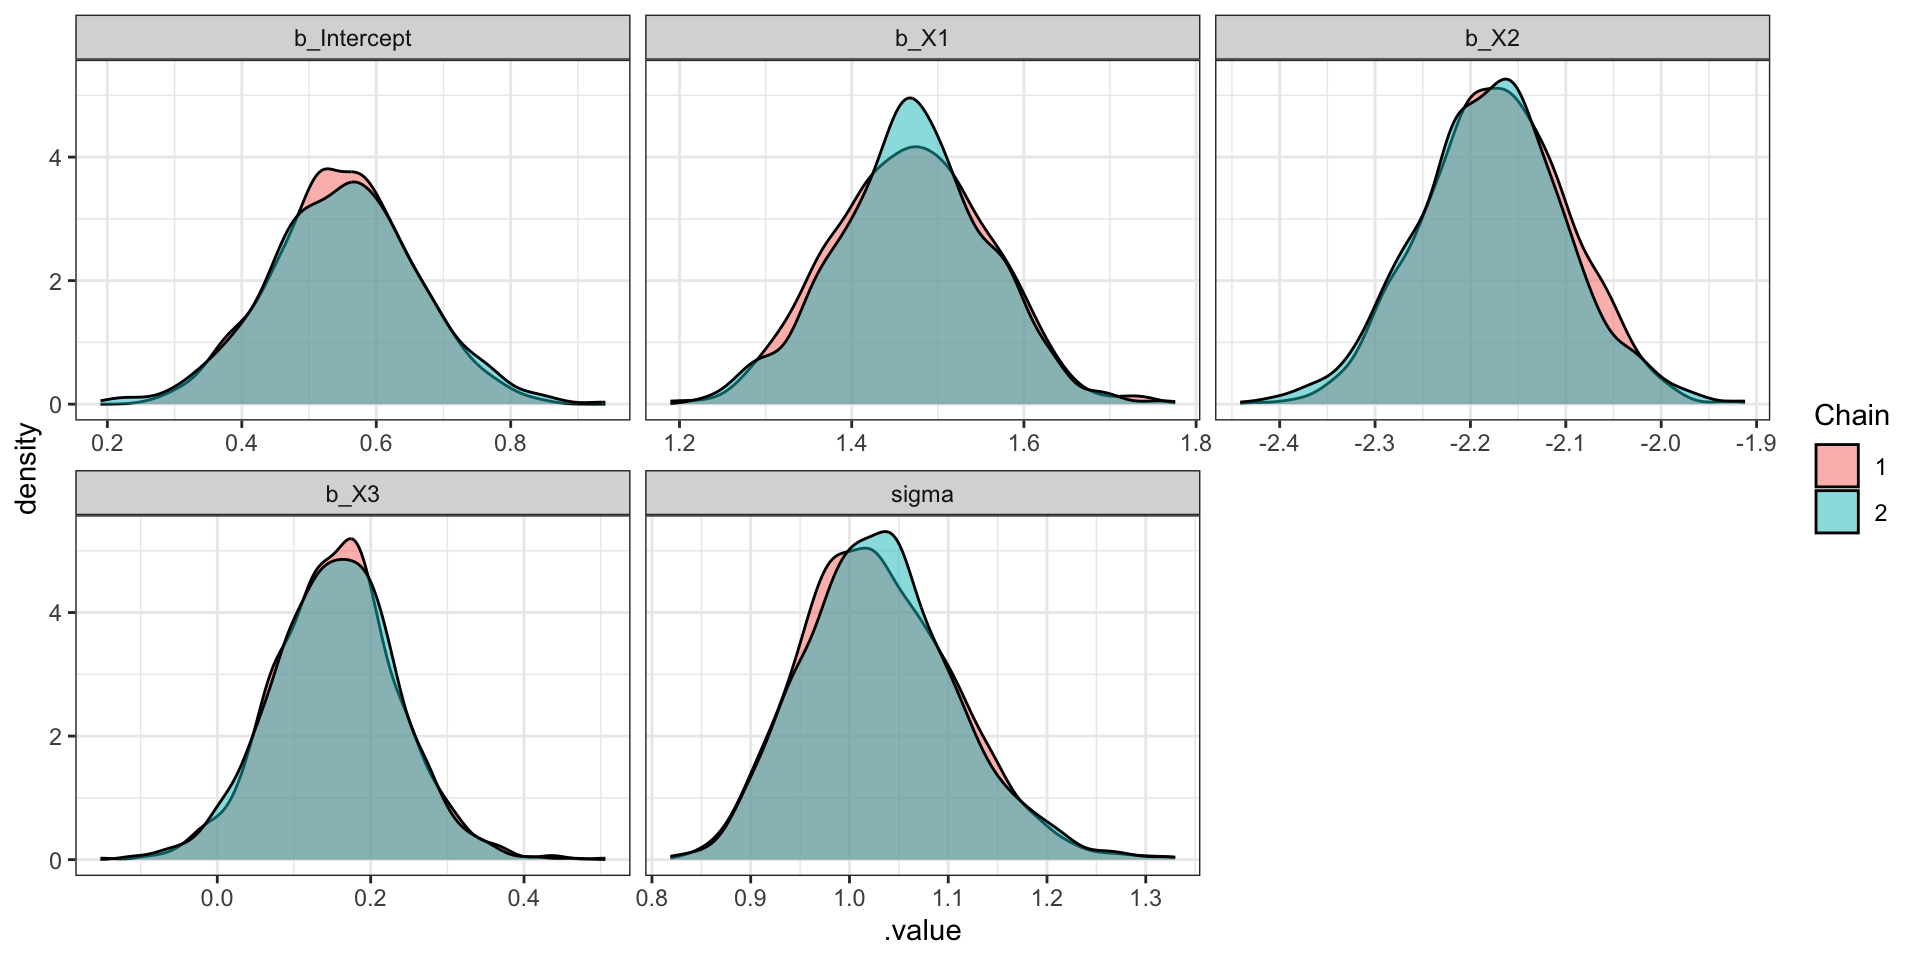 b_Intercept
b_X1
b_X2
4
2
0
0.2 0.4 0.6 0.8
1.2 1.4 1.6 1.8
-2.4 -2.3 -2.2 -2.1 -2.0 -1.9
density
b_X3
sigma
4
2
0
0.0 0.2 0.4
0.8 0.9 1.0 1.1 1.2 1.3
.value
Chain
1
2